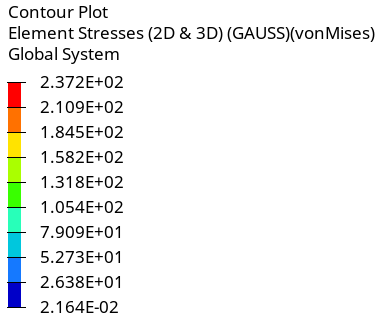 Contour Plot
Element Stresses (2D & 3D) (GAUSS)(vonMises)
Global System
2.372E+02
2.109E+02
1.845E+02
1.582E+02
1.318E+02
1.054E+02
7.909E+01
5.273E+01
2.638E+01
2.164E-02